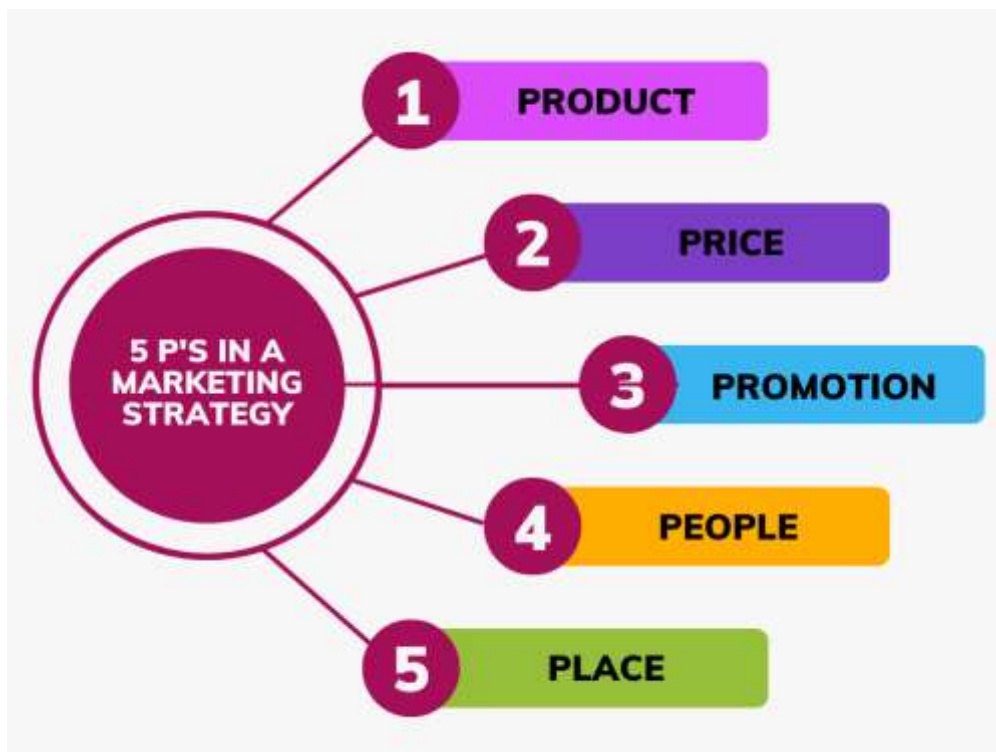 5 P'S IN A
MARKETING
STRATEGY
1 PRODUCT
2 PRICE
3 PROMOTION
4 PEOPLE
5 PLACE